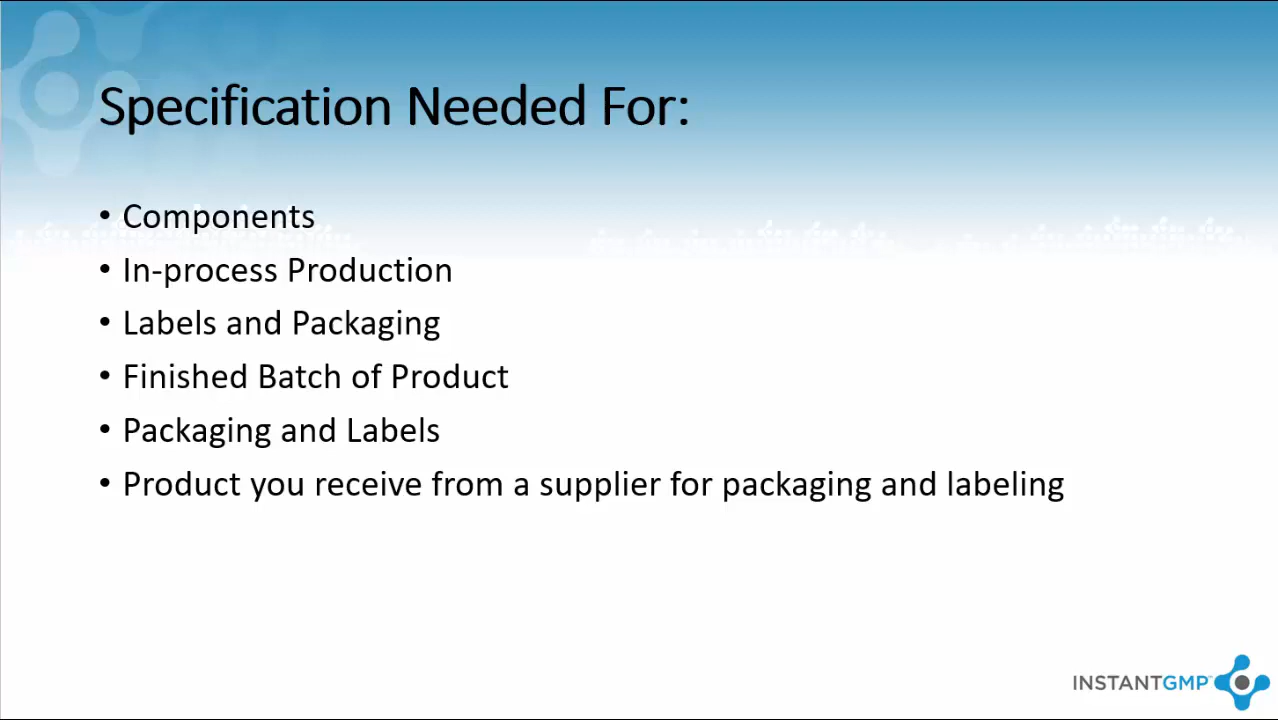 Specification Needed For:
• Components
• In-process Production
• Labels and Packaging
• Finished Batch of Product
• Packaging and Labels
• Product you receive from a supplier for packaging and labeling
INSTANTGMP™